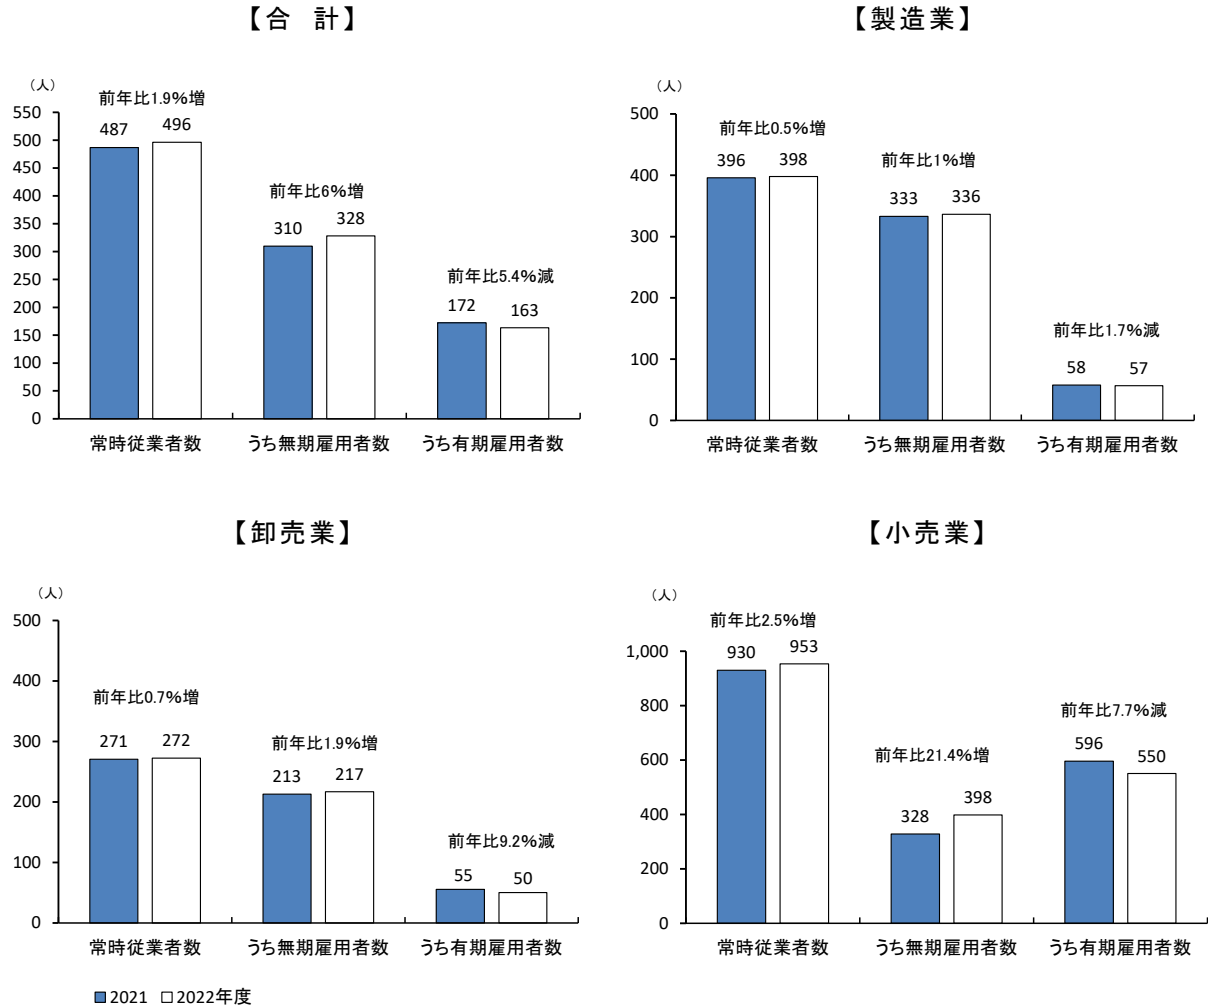 【合　計】
（人）
前年比1.9%増
550
500
450
400
350
300
250
200
150
100
50
0
487
496
前年比6%増
310
328
前年比5.4%減
172
163
常時従業者数
うち無期雇用者数
うち有期雇用者数
【製造業】
（人）
500
400
300
200
100
0
前年比0.5%増
396
398
前年比1%増
333
336
前年比1.7%減
58
57
常時従業者数
うち無期雇用者数
うち有期雇用者数
【卸売業】
（人）
500
400
300
200
100
0
前年比0.7%増
271
272
前年比1.9%増
213
217
前年比9.2%減
55
50
常時従業者数
うち無期雇用者数
うち有期雇用者数
【小売業】
（人）
1,000
800
600
400
200
0
前年比2.5%増
930
953
前年比21.4%増
328
398
前年比7.7%減
596
550
常時従業者数
うち無期雇用者数
うち有期雇用者数
2021
2022年度